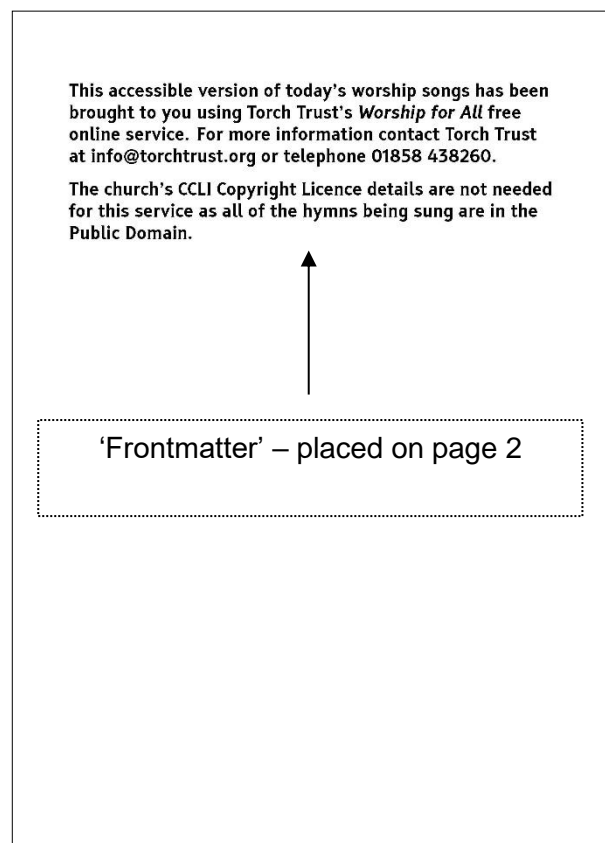 This accessible version of today's worship songs has been
brought to you using Torch Trust's Worship for All free
online service. For more information contact Torch Trust
at info@torchtrust.org or telephone 01858 438260.
The church's CCLI Copyright Licence details are not needed
for this service as all of the hymns being sung are in the
Public Domain.
‘Frontmatter’ – placed on page 2